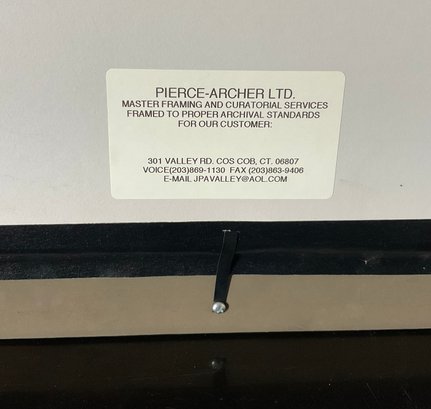 PIERCE-ARCHER LTD.
MASTER FRAMING AND CURATORIAL SERVICES
FRAMED TO PROPER ARCHIVAL STANDARDS
FOR OUR CUSTOMER:
301 VALLEY RD. COS COB, CT. 06807
VOICE(203)869-1130 FAX (203)863-9406
E-MAIL JPAVALLEY@AOL.COM